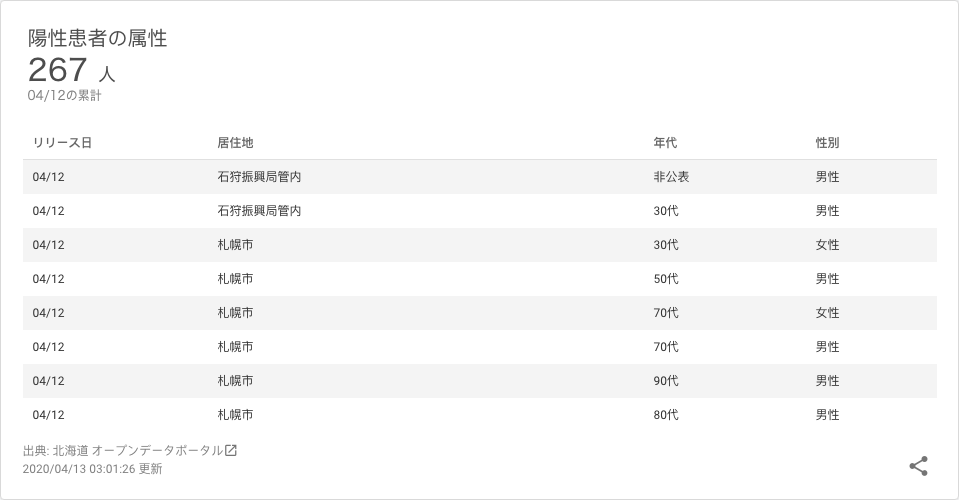 陽性患者の属性
267 人
04/12の累計
リリース日 居住地 年代 性別
04/12 石狩振興局管内 非公表 男性
04/12 石狩振興局管内 30代 男性
04/12 札幌市 30代 女性
04/12 札幌市 50代 男性
04/12 札幌市 70代 女性
04/12 札幌市 70代 男性
04/12 札幌市 90代 男性
04/12 札幌市 80代 男性
出典: 北海道 オープンデータポータル
2020/04/13 03:01:26 更新